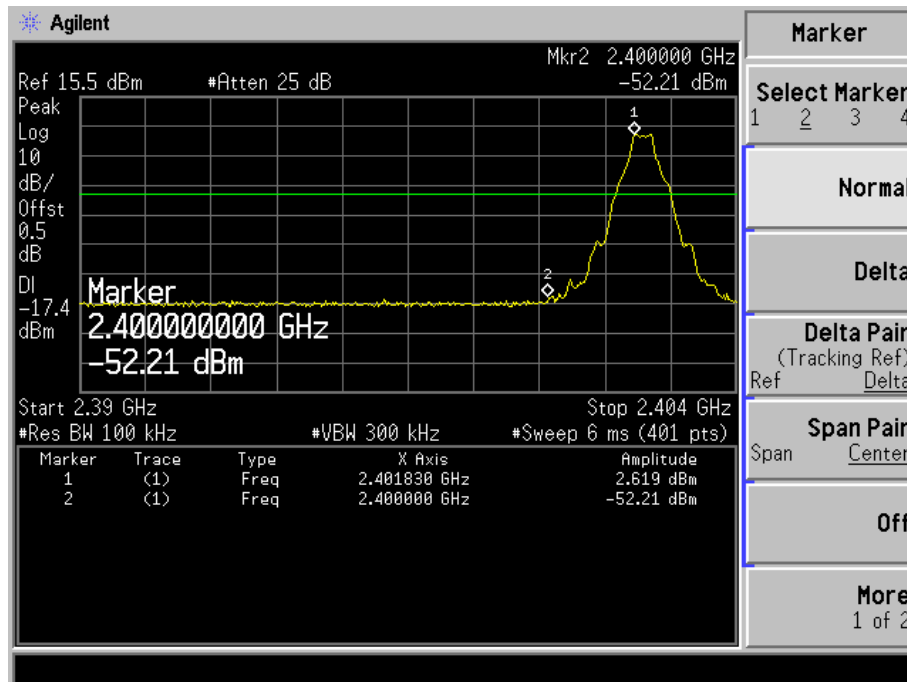 Agilent
Mkr2 2.400000 GHz
Ref 15.5 dBm #Atten 25 dB −52.21 dBm
Peak
Log
10
dB/
Offst
0.5
dB
DI
−17.4
dBm
1
2
Marker
2.400000000 GHz
−52.21 dBm
Start 2.39 GHz Stop 2.404 GHz
#Res BW 100 kHz #VBW 300 kHz #Sweep 6 ms (401 pts)
Marker Trace Type X Axis Amplitude
1 (1) Freq 2.401830 GHz 2.619 dBm
2 (1) Freq 2.400000 GHz −52.21 dBm
Marker
Select Marker
1 2 3 4
Normal
Delta
Delta Pair
(Tracking Ref)
Ref Delta
Span Pair
Span Center
Off
More
1 of 2